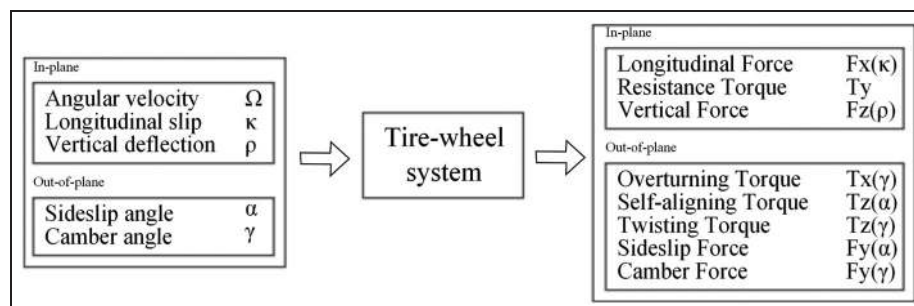 In-plane
Angular velocity Ω
Longitudinal slip κ
Vertical deflection ρ
Out-of-plane
Sideslip angle α
Camber angle γ
Tire-wheel
system
In-plane
Longitudinal Force Fx(κ)
Resistance Torque Ty
Vertical Force Fz(ρ)
Out-of-plane
Overturning Torque Tx(γ)
Self-aligning Torque Tz(α)
Twisting Torque Tz(γ)
Sideslip Force Fy(α)
Camber Force Fy(γ)